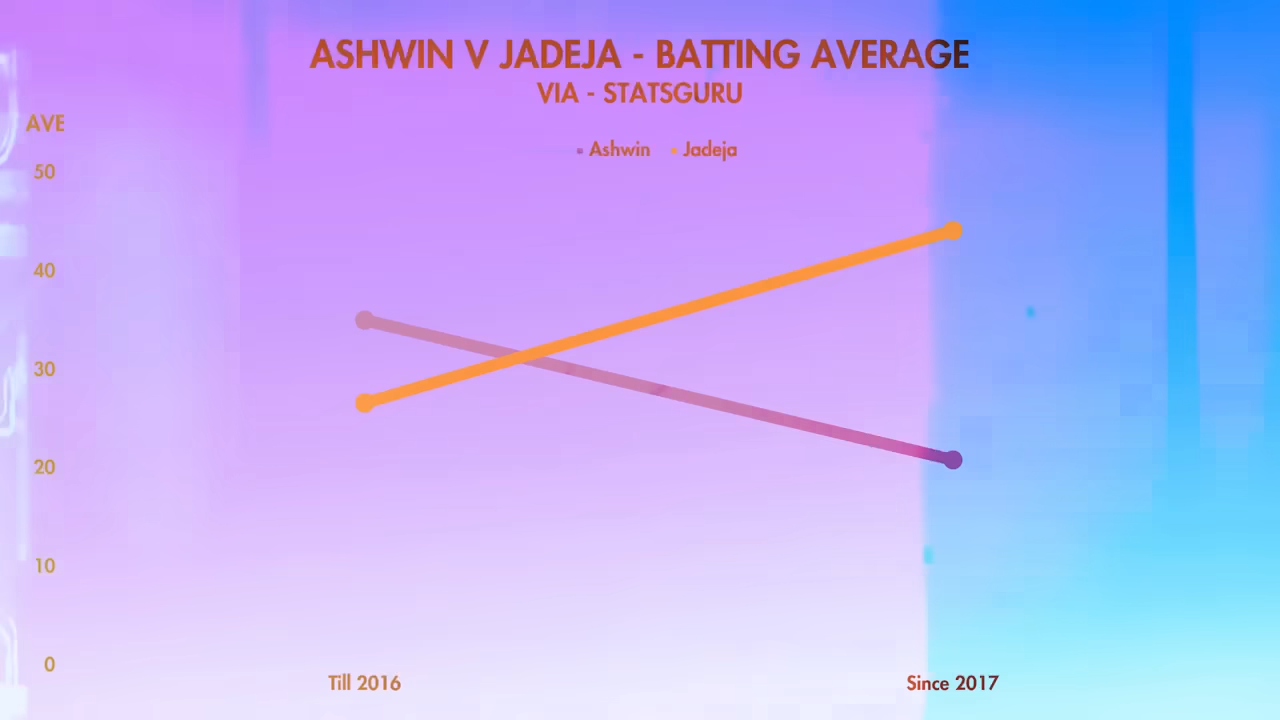 ASHWIN V JADEJA - BATTING AVERAGE
VIA - STATSGURU
AVE
Ashwin Jadeja
50
40
30
20
10
0
Till 2016 Since 2017